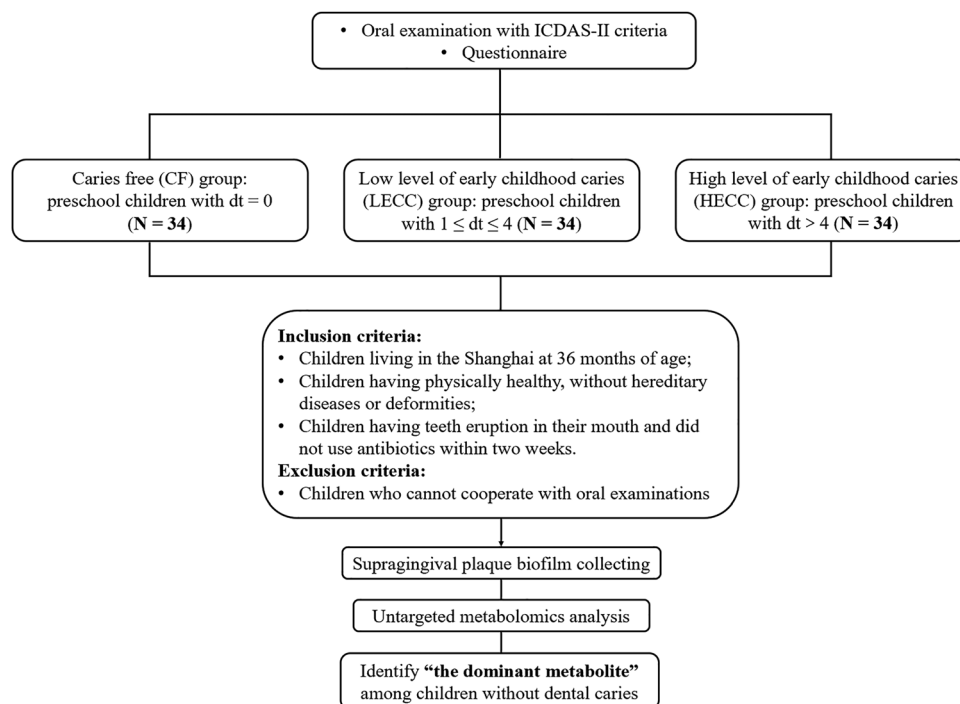 • Oral examination with ICDAS-II criteria
• Questionnaire
Caries free (CF) group:
preschool children with dt = 0
(N = 34)
Low level of early childhood caries
(LECC) group: preschool children
with 1 ≤ dt ≤ 4 (N = 34)
High level of early childhood caries
(HECC) group: preschool children
with dt > 4 (N = 34)
Inclusion criteria:
• Children living in the Shanghai at 36 months of age;
• Children having physically healthy, without hereditary
diseases or deformities;
• Children having teeth eruption in their mouth and did
not use antibiotics within two weeks.
Exclusion criteria:
• Children who cannot cooperate with oral examinations
Supragingival plaque biofilm collecting
Untargeted metabolomics analysis
Identify “the dominant metabolite”
among children without dental caries